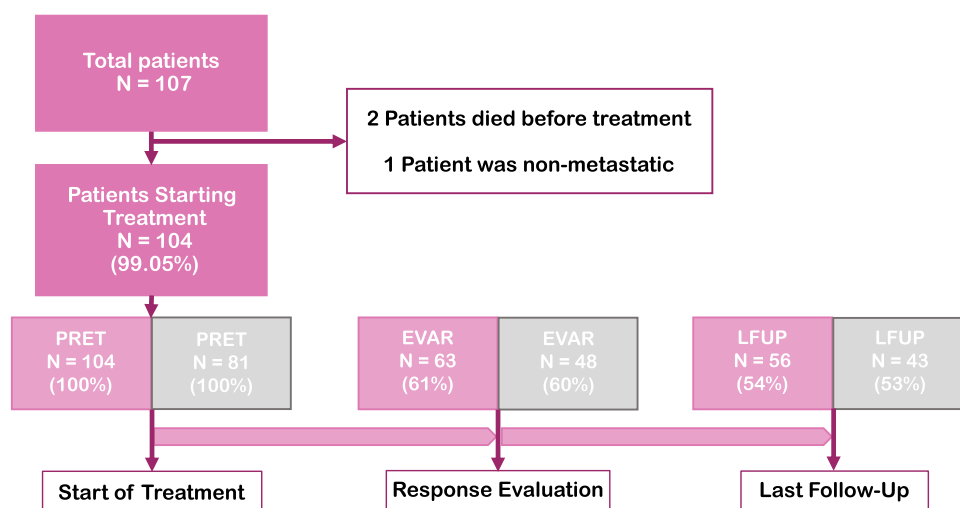 Total patients
N = 107
2 Patients died before treatment
1 Patient was non-metastatic
Patients Starting
Treatment
N = 104
(99.05%)
PRET
N = 104
(100%)
PRET
N = 81
(100%)
EVAR
N = 63
(61%)
EVAR
N = 48
(60%)
LFUP
N = 56
(54%)
LFUP
N = 43
(53%)
Start of Treatment
Response Evaluation
Last Follow-Up